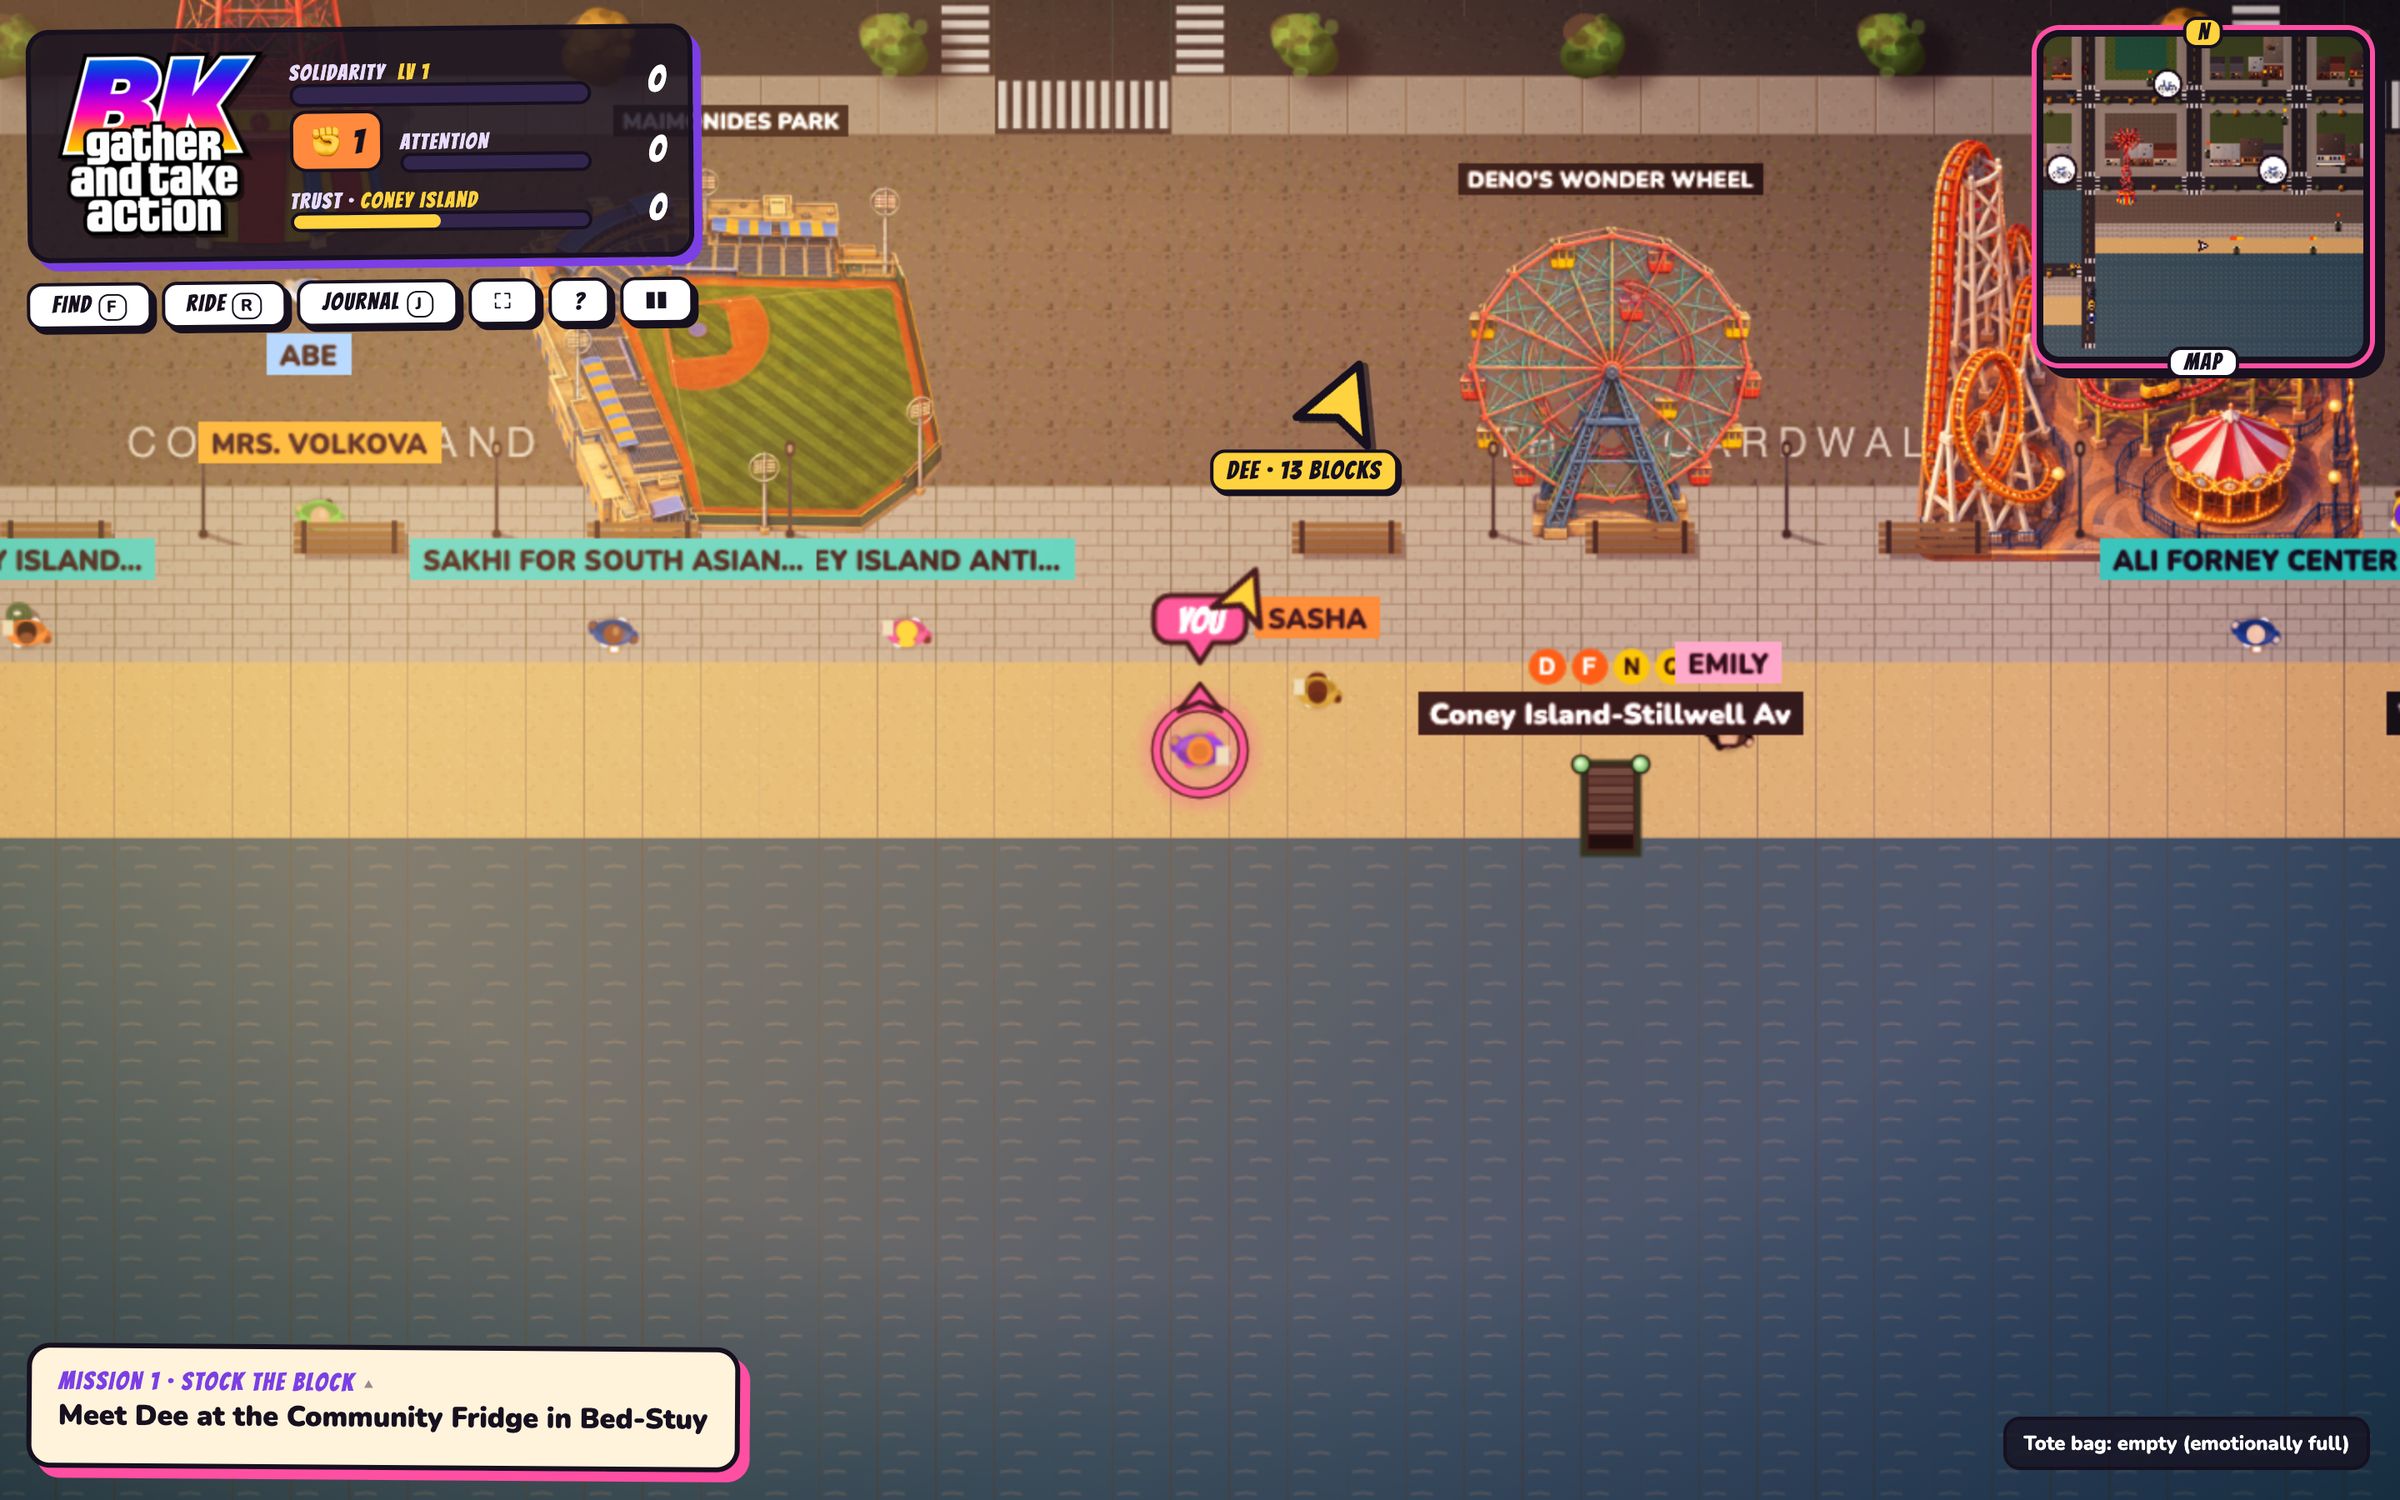 BK
gather
and take
action
SOLIDARITY LV 1
0
1
ATTENTION
0
TRUST · CONEY ISLAND
0
FIND F
RIDE R
JOURNAL J
?
N
MAP
MAIMONIDES PARK
DENO'S WONDER WHEEL
ABE
MRS. VOLKOVA
CO
AND
RDWAL
DEE · 13 BLOCKS
Y ISLAND...
SAKHI FOR SOUTH ASIAN...
EY ISLAND ANTI...
ALI FORNEY CENTER
YOU
SASHA
D F N Q
EMILY
Coney Island-Stillwell Av
MISSION 1 · STOCK THE BLOCK
Meet Dee at the Community Fridge in Bed-Stuy
Tote bag: empty (emotionally full)